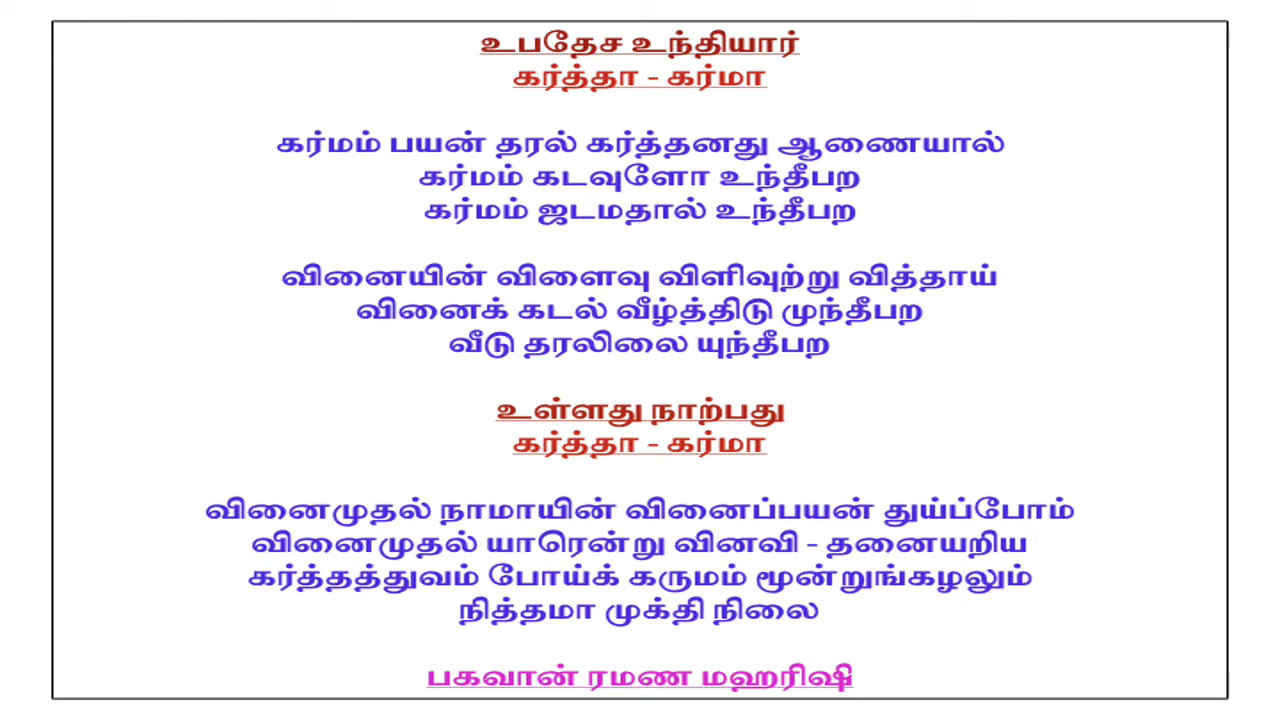 உபதேச உந்தியார்
கர்த்தா - கர்மா
கர்மம் பயன் தரல் கர்த்தனது ஆணையால்
கர்மம் கடவுளோ உந்தீபற
கர்மம் ஜடமதால் உந்தீபற
வினையின் விளைவு விளிவுற்று வித்தாய்
வினைக் கடல் வீழ்த்திடு முந்தீபற
வீடு தரலிலை யுந்தீபற
உள்ளது நாற்பது
கர்த்தா - கர்மா
வினைமுதல் நாமாயின் வினைப்பயன் துய்ப்போம்
வினைமுதல் யாரென்று வினவி - தனையறிய
கர்த்தத்துவம் போய்க் கருமம் மூன்றுங்கழலும்
நித்தமா முக்தி நிலை
பகவான் ரமண மஹரிஷி